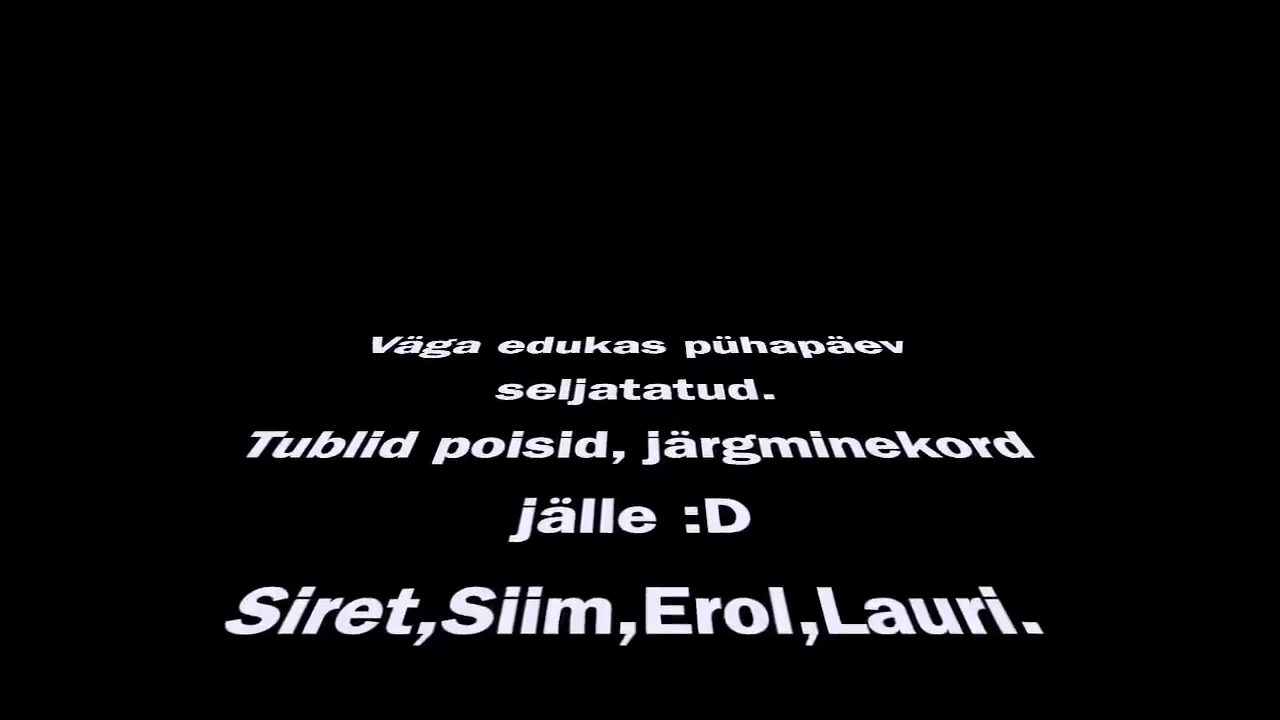 Väga edukas pühapäev
seljatatud.
Tublid poisid, järgminekord
jälle :D
Siret,Siim,Erol,Lauri.